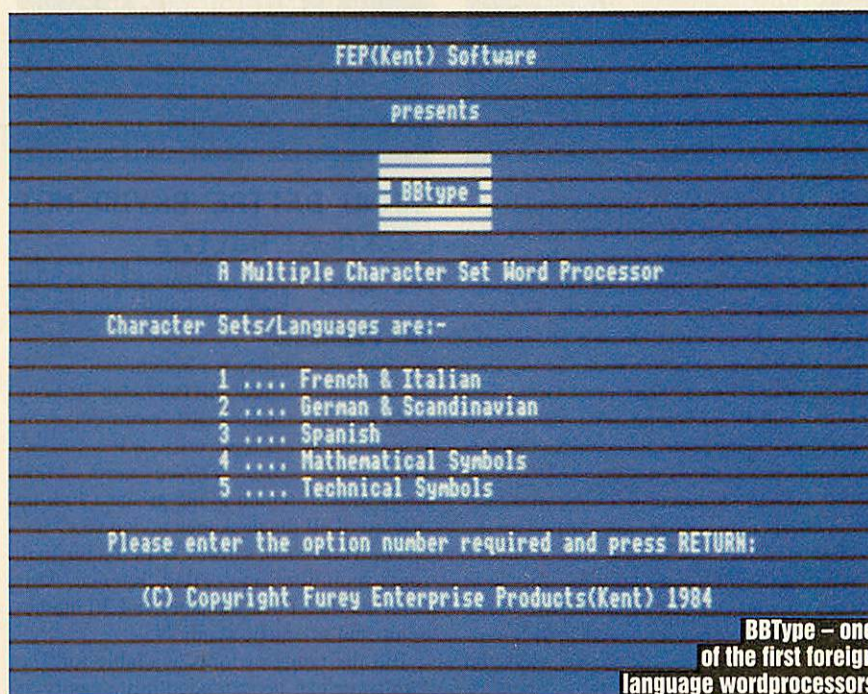 FEP(Kent) Software
presents
BBtype
A Multiple Character Set Word Processor
Character Sets/Languages are:-
1 .... French & Italian
2 .... German & Scandinavian
3 .... Spanish
4 .... Mathematical Symbols
5 .... Technical Symbols
Please enter the option number required and press RETURN:
(C) Copyright Furey Enterprise Products(Kent) 1984
BBType – one
of the first foreign
language wordprocessors